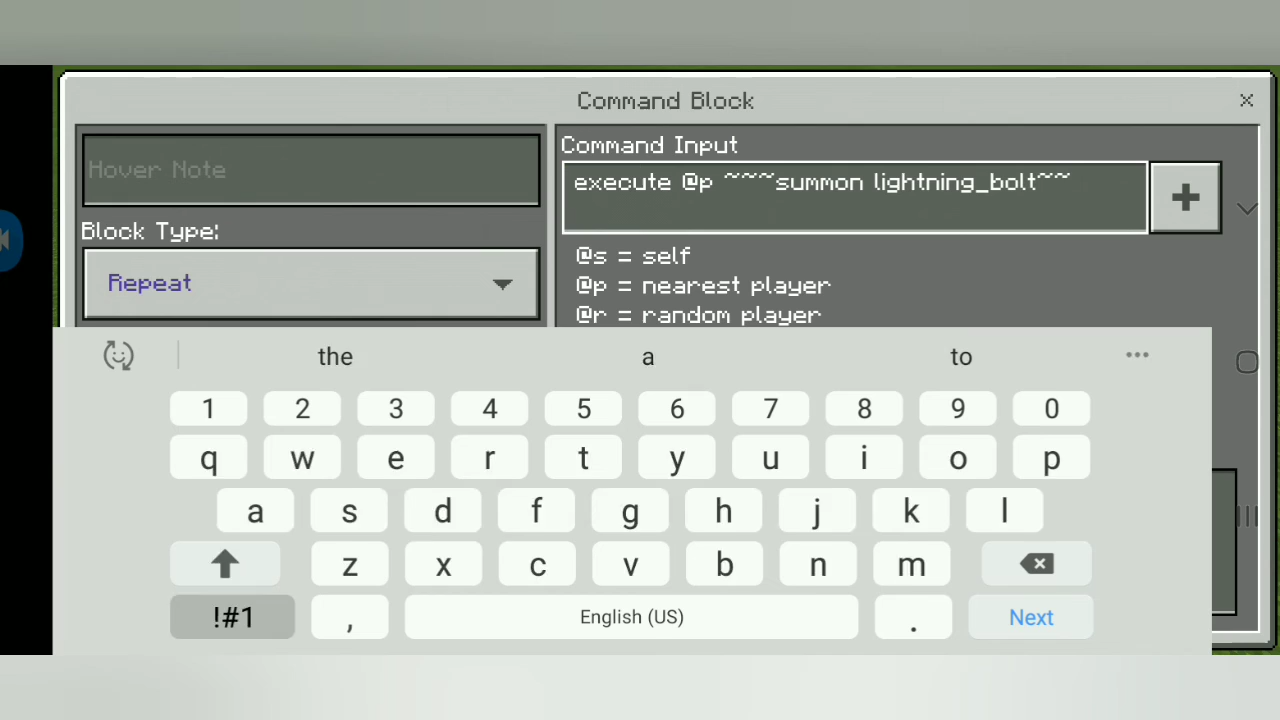 Command Block
Hover Note
Block Type:
Repeat
Command Input
execute @p ~~~summon lightning_bolt~~
@s = self
@p = nearest player
@r = random player
the a to
1 2 3 4 5 6 7 8 9 0
q w e r t y u i o p
a s d f g h j k l
z x c v b n m
!#1 , English (US) . Next